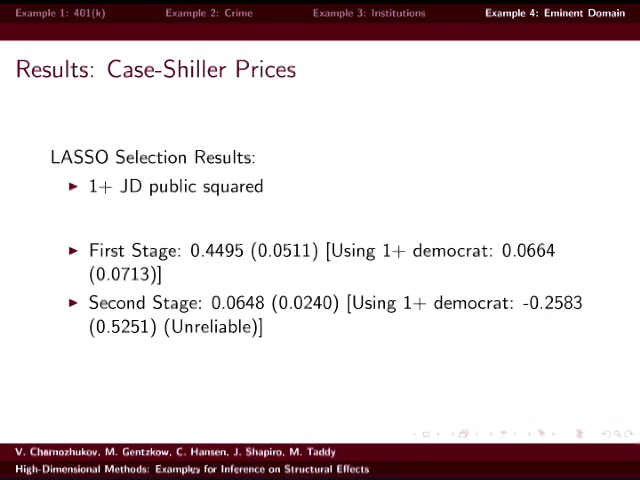 Example 1: 401(k) Example 2: Crime Example 3: Institutions Example 4: Eminent Domain
Results: Case-Shiller Prices
LASSO Selection Results:
1+ JD public squared
First Stage: 0.4495 (0.0511) [Using 1+ democrat: 0.0664
(0.0713)]
Second Stage: 0.0648 (0.0240) [Using 1+ democrat: -0.2583
(0.5251) (Unreliable)]
V. Chernozhukov, M. Gentzkow, C. Hansen, J. Shapiro, M. Taddy
High-Dimensional Methods: Examples for Inference on Structural Effects